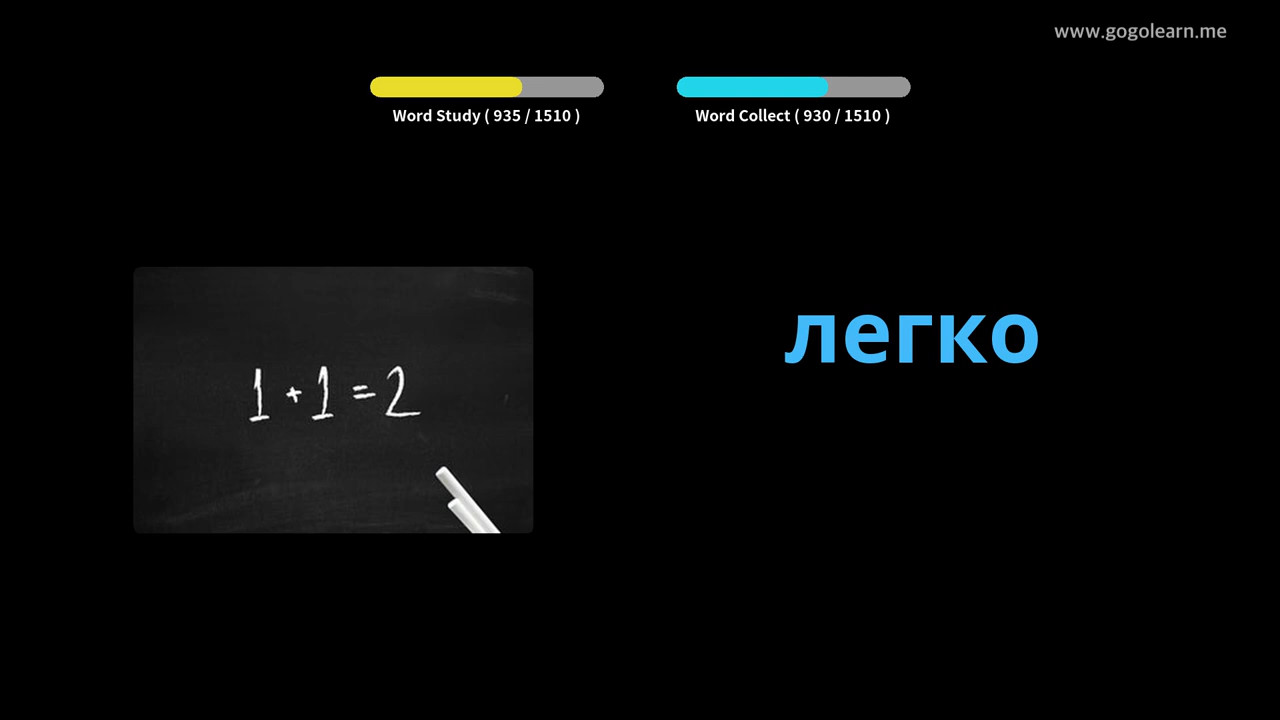 www.gogolearn.me
Word Study ( 935 / 1510 )
Word Collect ( 930 / 1510 )
легко
1 + 1 = 2